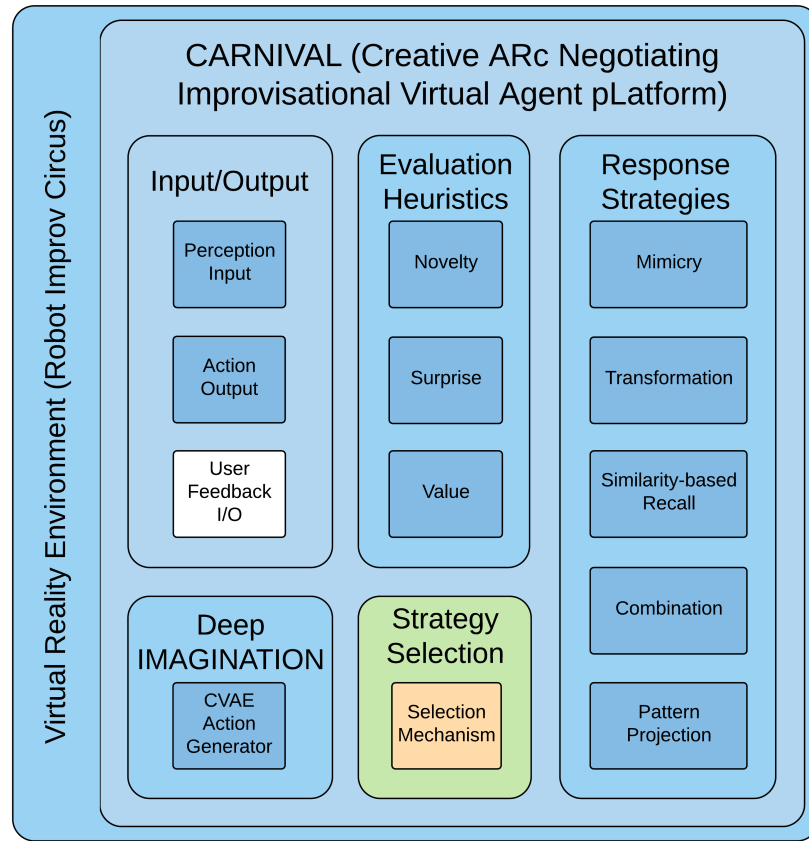 Virtual Reality Environment (Robot Improv Circus)
CARNIVAL (Creative ARc Negotiating
Improvisational Virtual Agent pLatform)
Input/Output
Perception
Input
Action
Output
User
Feedback
I/O
Evaluation
Heuristics
Novelty
Surprise
Value
Response
Strategies
Mimicry
Transformation
Similarity-based
Recall
Combination
Pattern
Projection
Deep
IMAGINATION
CVAE
Action
Generator
Strategy
Selection
Selection
Mechanism